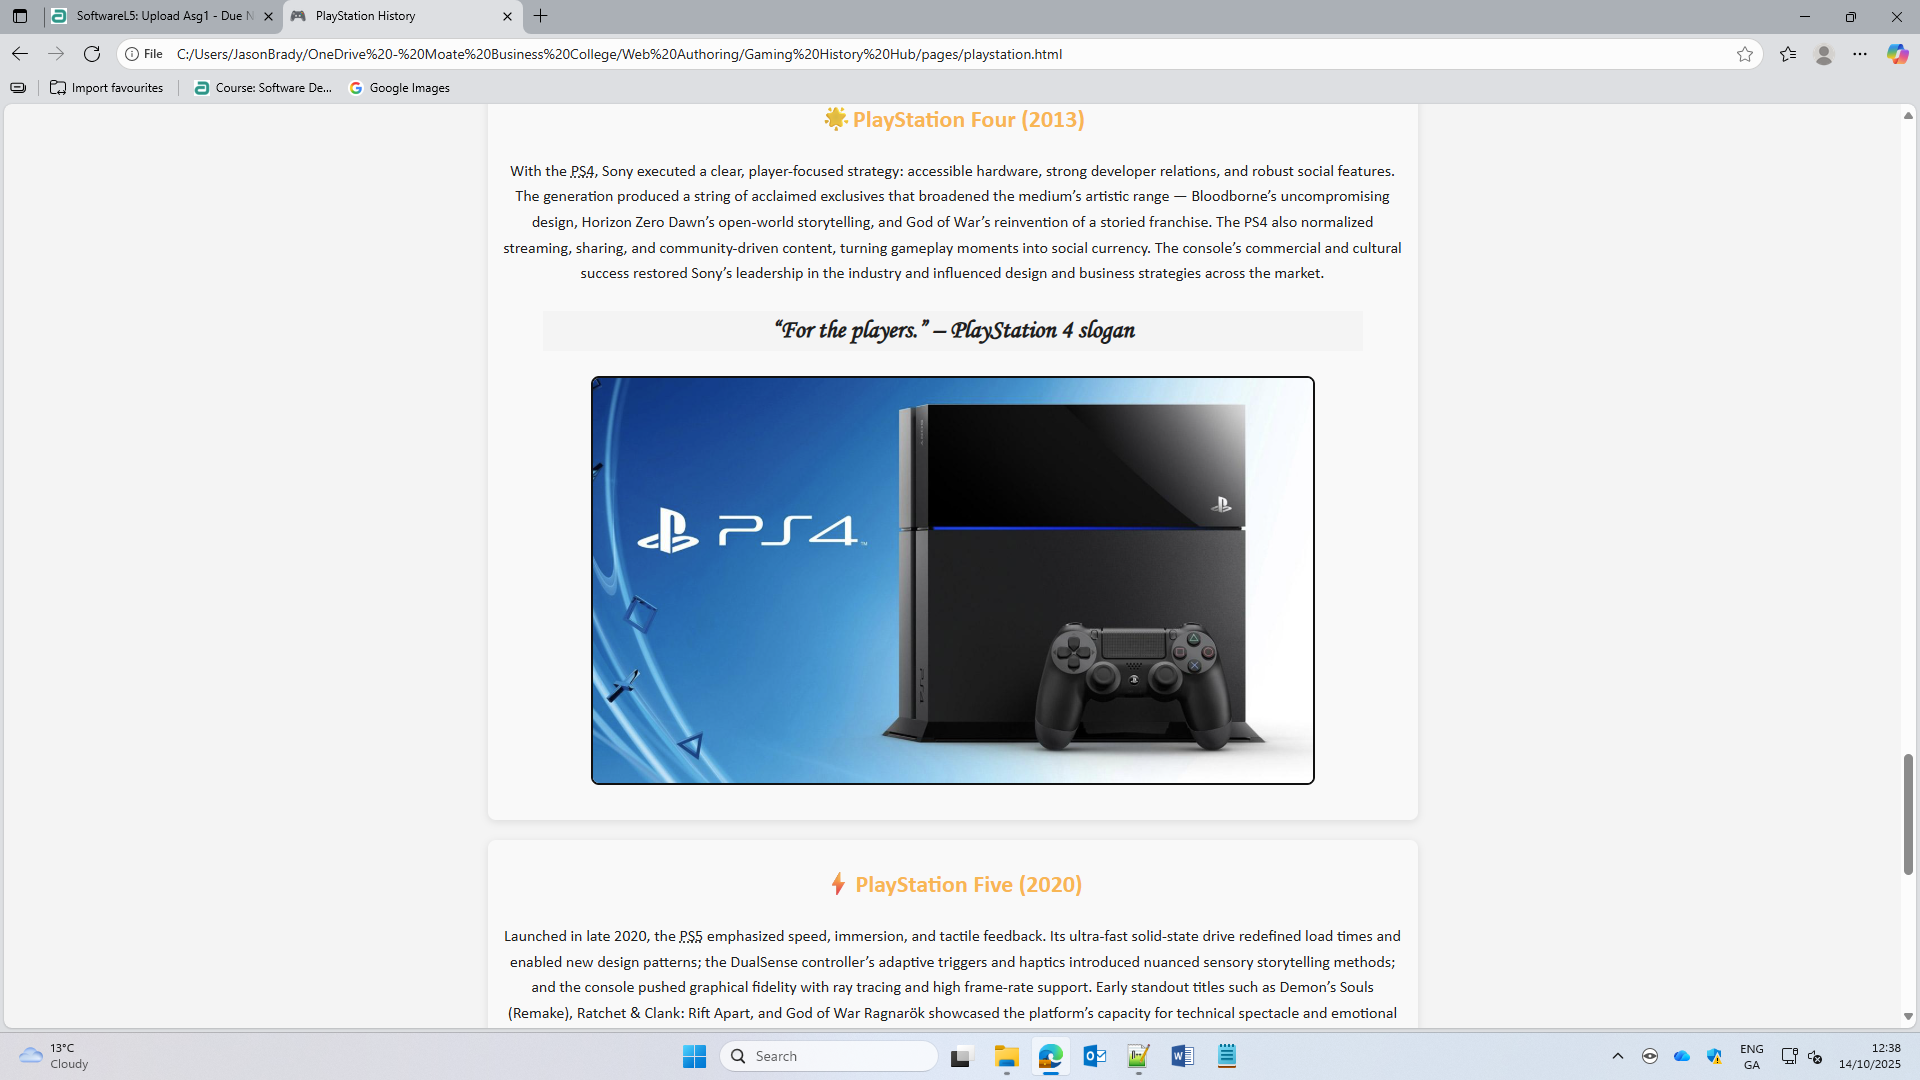 SoftwareL5: Upload Asg1 - Due N
PlayStation History
File
C:/Users/JasonBrady/OneDrive%20-%20Moate%20Business%20College/Web%20Authoring/Gaming%20History%20Hub/pages/playstation.html
Import favourites
Course: Software De...
Google Images
PlayStation Four (2013)
With the PS4, Sony executed a clear, player-focused strategy: accessible hardware, strong developer relations, and robust social features.
The generation produced a string of acclaimed exclusives that broadened the medium’s artistic range — Bloodborne’s uncompromising
design, Horizon Zero Dawn’s open-world storytelling, and God of War’s reinvention of a storied franchise. The PS4 also normalized
streaming, sharing, and community-driven content, turning gameplay moments into social currency. The console’s commercial and cultural
success restored Sony’s leadership in the industry and influenced design and business strategies across the market.
“For the players.” – PlayStation 4 slogan
PS4™
PS4
PlayStation Five (2020)
Launched in late 2020, the PS5 emphasized speed, immersion, and tactile feedback. Its ultra-fast solid-state drive redefined load times and
enabled new design patterns; the DualSense controller’s adaptive triggers and haptics introduced nuanced sensory storytelling methods;
and the console pushed graphical fidelity with ray tracing and high frame-rate support. Early standout titles such as Demon’s Souls
(Remake), Ratchet & Clank: Rift Apart, and God of War Ragnarök showcased the platform’s capacity for technical spectacle and emotional
13°C
Cloudy
Search
ENG
GA
12:38
14/10/2025